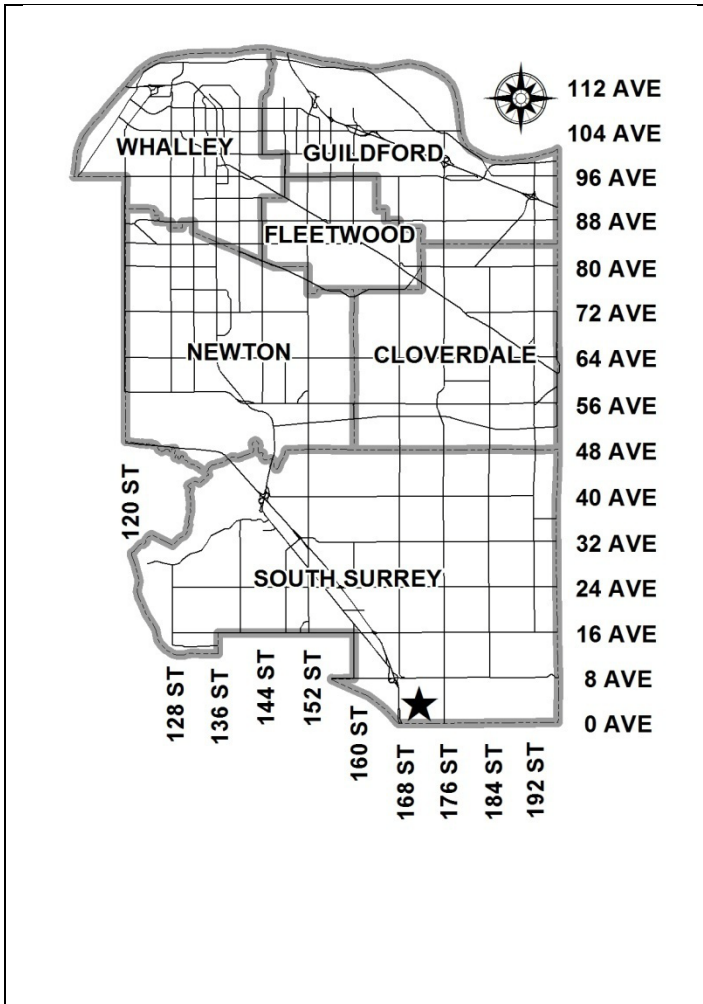 112 AVE
104 AVE
WHALLEY
GUILDFORD
96 AVE
88 AVE
FLEETWOOD
80 AVE
72 AVE
NEWTON
CLOVERDALE
64 AVE
56 AVE
48 AVE
120 ST
40 AVE
32 AVE
SOUTH SURREY
24 AVE
16 AVE
8 AVE
0 AVE
128 ST
136 ST
144 ST
152 ST
160 ST
168 ST
176 ST
184 ST
192 ST